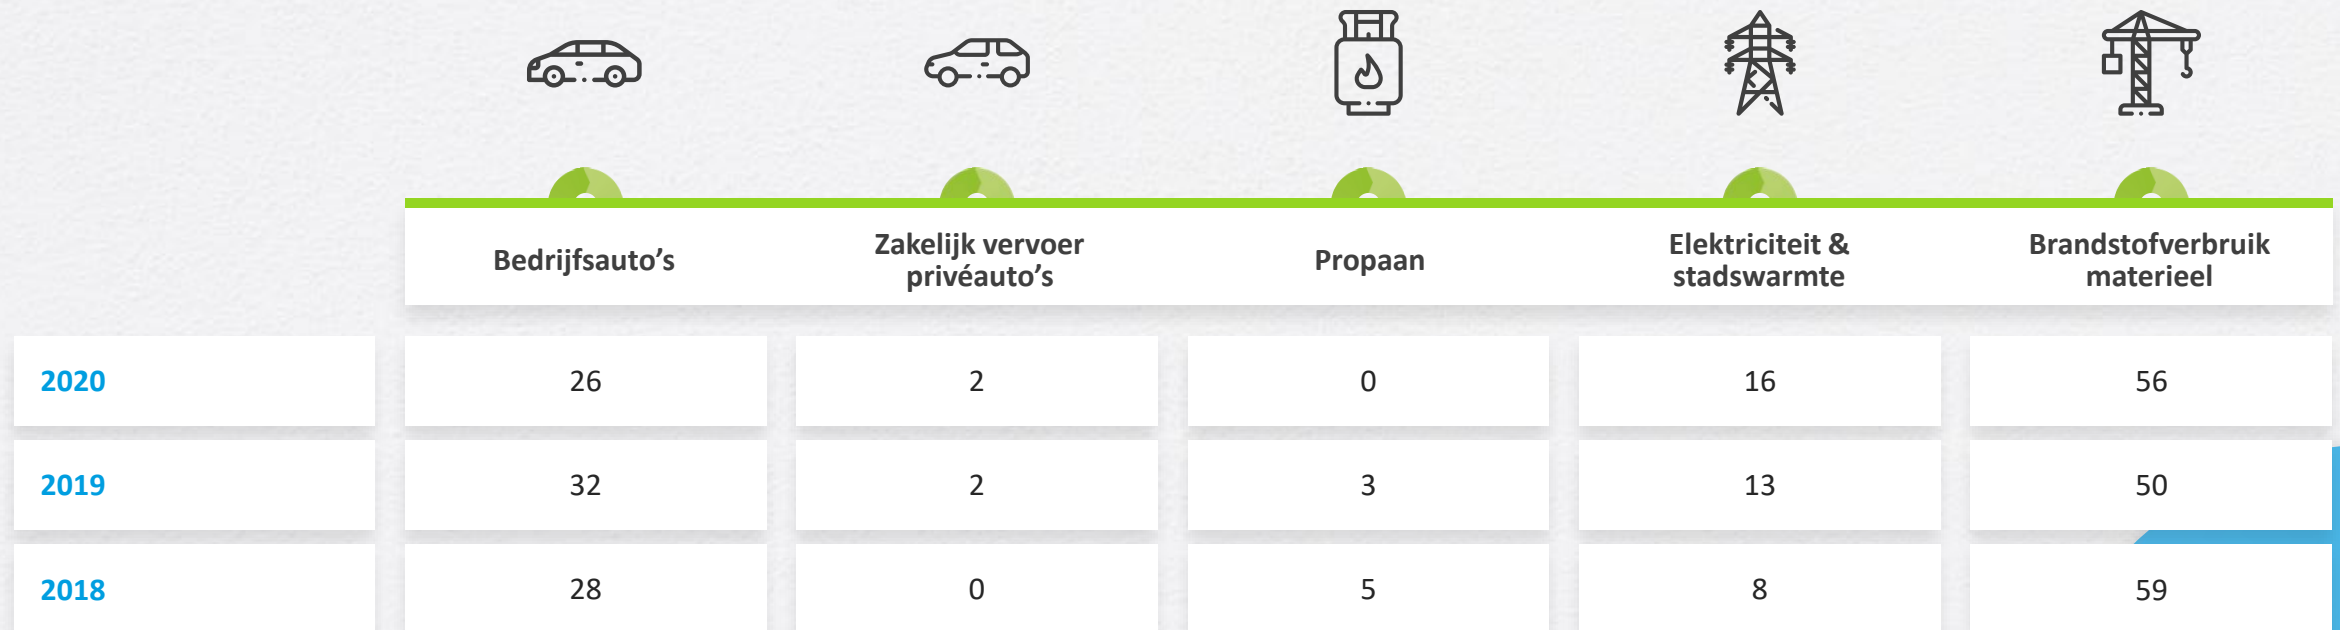 Bedrijfsauto’s
Zakelijk vervoer
privéauto’s
Propaan
Elektriciteit &
stadswarmte
Brandstofverbruik
materieel
2020 26 2 0 16 56
2019 32 2 3 13 50
2018 28 0 5 8 59